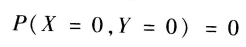 P(X = 0,Y = 0) = 0